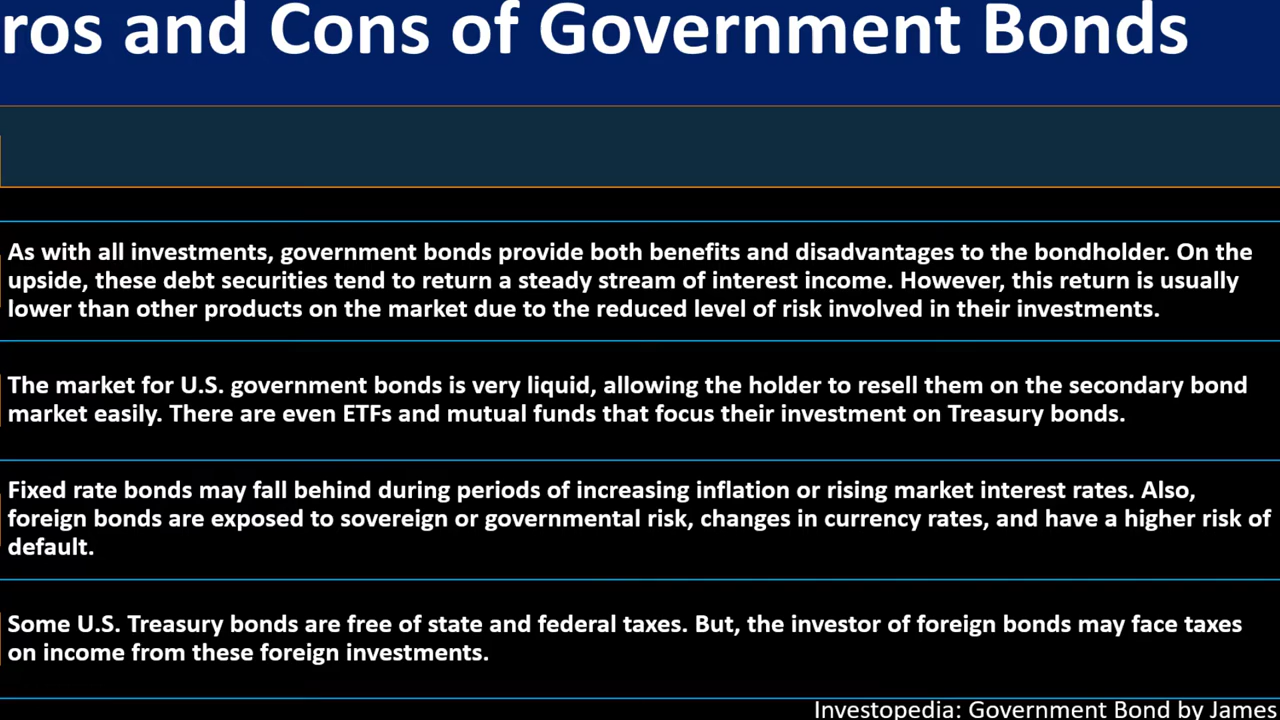 ros and Cons of Government Bonds
As with all investments, government bonds provide both benefits and disadvantages to the bondholder. On the
upside, these debt securities tend to return a steady stream of interest income. However, this return is usually
lower than other products on the market due to the reduced level of risk involved in their investments.
The market for U.S. government bonds is very liquid, allowing the holder to resell them on the secondary bond
market easily. There are even ETFs and mutual funds that focus their investment on Treasury bonds.
Fixed rate bonds may fall behind during periods of increasing inflation or rising market interest rates. Also,
foreign bonds are exposed to sovereign or governmental risk, changes in currency rates, and have a higher risk of
default.
Some U.S. Treasury bonds are free of state and federal taxes. But, the investor of foreign bonds may face taxes
on income from these foreign investments.
Investopedia: Government Bond by James